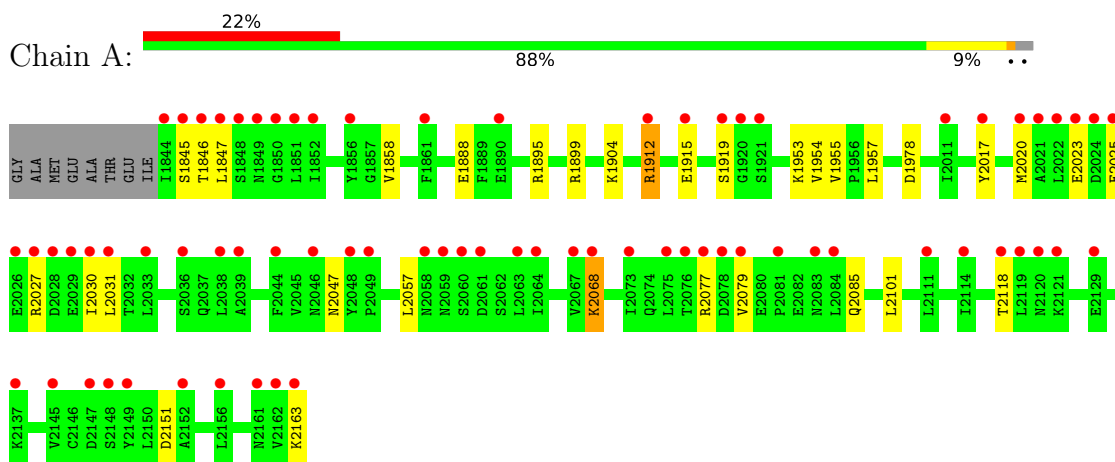 22%
Chain A:
88% 9% • •
GLY
ALA
MET
GLU
ALA
THR
GLU
ILE
I1844
S1845
T1846
L1847
S1848
N1849
G1850
L1851
I1852
Y1856
G1857
V1858
F1861
E1888
F1889
E1890
R1895
R1899
K1904
R1912
E1915
S1919
G1920
S1921
K1953
V1954
V1955
P1956
L1957
D1978
I2011
Y2017
M2020
A2021
L2022
E2023
D2024
E2026
R2027
D2028
E2029
I2030
L2031
T2032
L2033
S2036
Q2037
L2038
A2039
F2044
V2045
N2046
N2047
Y2048
P2049
L2057
N2058
N2059
S2060
D2061
S2062
L2063
I2064
V2067
K2068
I2073
Q2074
L2075
T2076
R2077
D2078
V2079
E2080
P2081
E2082
N2083
L2084
Q2085
L2101
L2111
I2114
T2118
L2119
N2120
K2121
E2129
K2137
V2145
C2146
D2147
S2148
Y2149
L2150
D2151
A2152
L2156
N2161
V2162
K2163